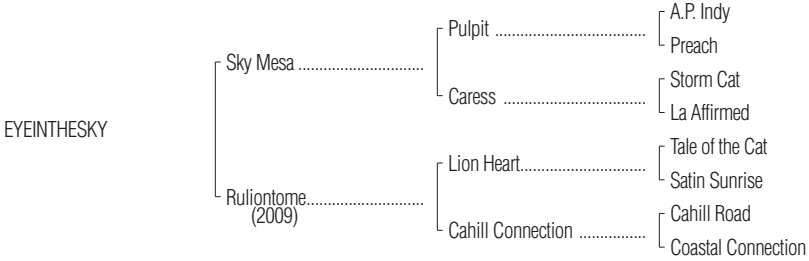 A.P. Indy
Pulpit ....................................
Preach
Sky Mesa ............................
Storm Cat
Caress ....................................
La Affirmed
EYEINTHESKY
Tale of the Cat
Lion Heart................................
Satin Sunrise
Ruliontome..........................
(2009)
Cahill Road
Cahill Connection ................
Coastal Connection